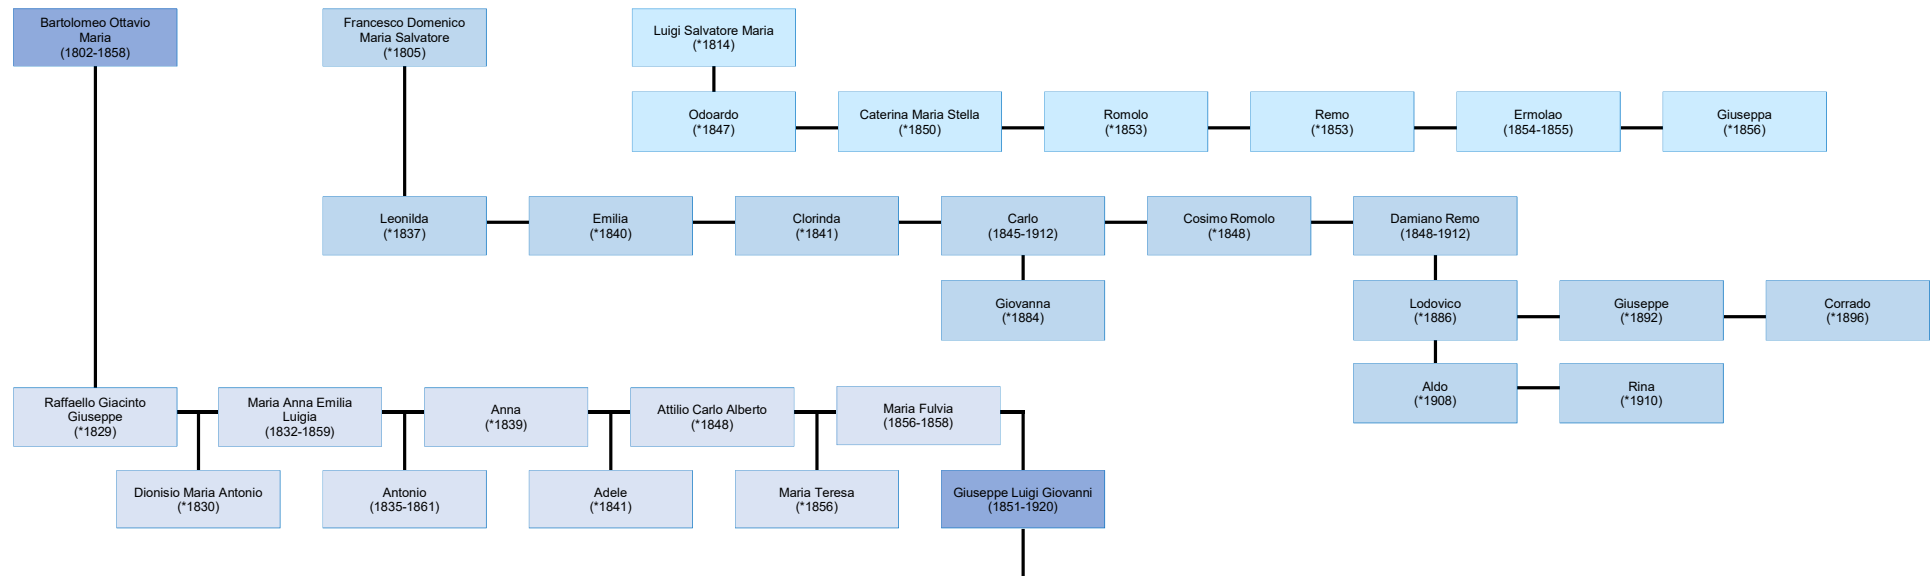 Bartolomeo Ottavio
Maria
(1802-1858)
Francesco Domenico
Maria Salvatore
(*1805)
Luigi Salvatore Maria
(*1814)
Odoardo
(*1847)
Caterina Maria Stella
(*1850)
Romolo
(*1853)
Remo
(*1853)
Ermolao
(1854-1855)
Giuseppa
(*1856)
Leonilda
(*1837)
Emilia
(*1840)
Clorinda
(*1841)
Carlo
(1845-1912)
Cosimo Romolo
(*1848)
Damiano Remo
(1848-1912)
Giovanna
(*1884)
Lodovico
(*1886)
Giuseppe
(*1892)
Corrado
(*1896)
Aldo
(*1908)
Rina
(*1910)
Raffaello Giacinto
Giuseppe
(*1829)
Maria Anna Emilia
Luigia
(1832-1859)
Anna
(*1839)
Attilio Carlo Alberto
(*1848)
Maria Fulvia
(1856-1858)
Dionisio Maria Antonio
(*1830)
Antonio
(1835-1861)
Adele
(*1841)
Maria Teresa
(*1856)
Giuseppe Luigi Giovanni
(1851-1920)